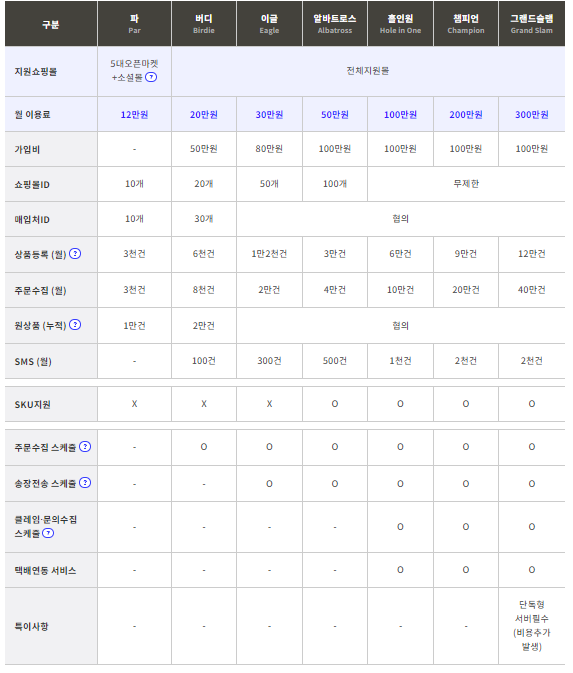 구분 파 버디 이글 알바트로스 홀인원 챔피언 그랜드슬램
Par Birdie Eagle Albatross Hole in One Champion Grand Slam
지원쇼핑몰 5대오픈마켓 전체지원몰
+소셜몰 ?
월 이용료 12만원 20만원 30만원 50만원 100만원 200만원 300만원
가입비 - 50만원 80만원 100만원 100만원 100만원 100만원
쇼핑몰ID 10개 20개 50개 100개 무제한
매입처ID 10개 30개 협의
상품등록 (월) ? 3천건 6천건 1만2천건 3만건 6만건 9만건 12만건
주문수집 (월) 3천건 8천건 2만건 4만건 10만건 20만건 40만건
원상품 (누적) ? 1만건 2만건 협의
SMS (월) - 100건 300건 500건 1천건 2천건 2천건
SKU지원 X X X O O O O
주문수집 스케줄 ? - O O O O O O
송장전송 스케줄 ? - - O O O O O
클레임·문의수집
스케줄 ? - - - - O O O
택배연동 서비스 - - - - O O O
특이사항 - - - - - - 단독형
서버필수
(비용추가
발생)